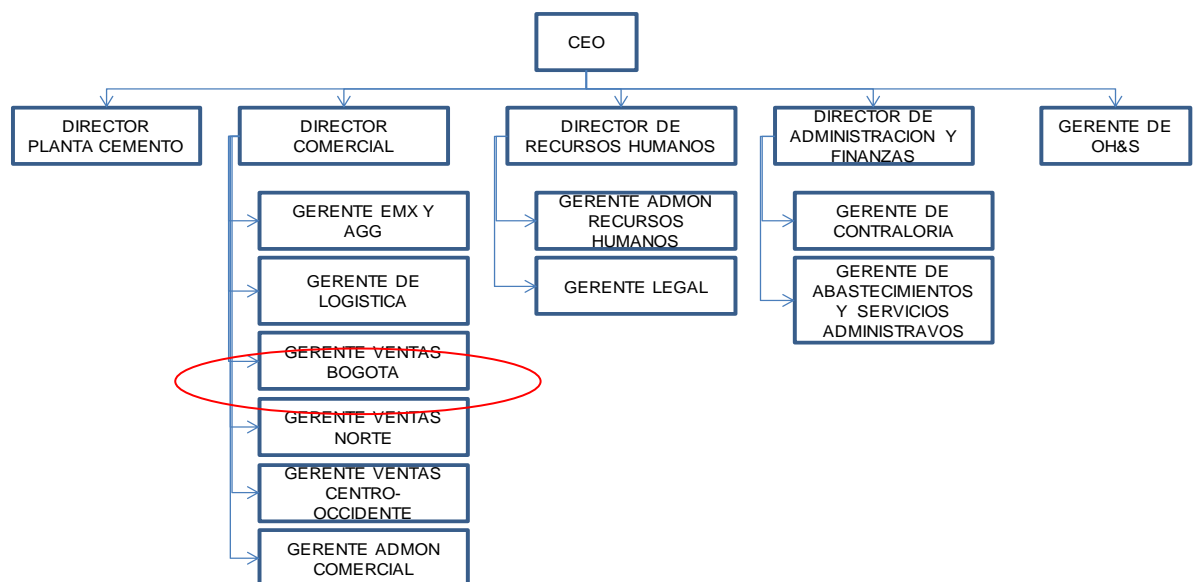 CEO
DIRECTOR
PLANTA CEMENTO
DIRECTOR
COMERCIAL
DIRECTOR DE
RECURSOS HUMANOS
DIRECTOR DE
ADMINISTRACION Y
FINANZAS
GERENTE DE
OH&S
GERENTE EMX Y
AGG
GERENTE DE
LOGISTICA
GERENTE VENTAS
BOGOTA
GERENTE VENTAS
NORTE
GERENTE VENTAS
CENTRO-
OCCIDENTE
GERENTE ADMON
COMERCIAL
GERENTE ADMON
RECURSOS
HUMANOS
GERENTE LEGAL
GERENTE DE
CONTRALORIA
GERENTE DE
ABASTECIMIENTOS
Y SERVICIOS
ADMINISTRAVOS